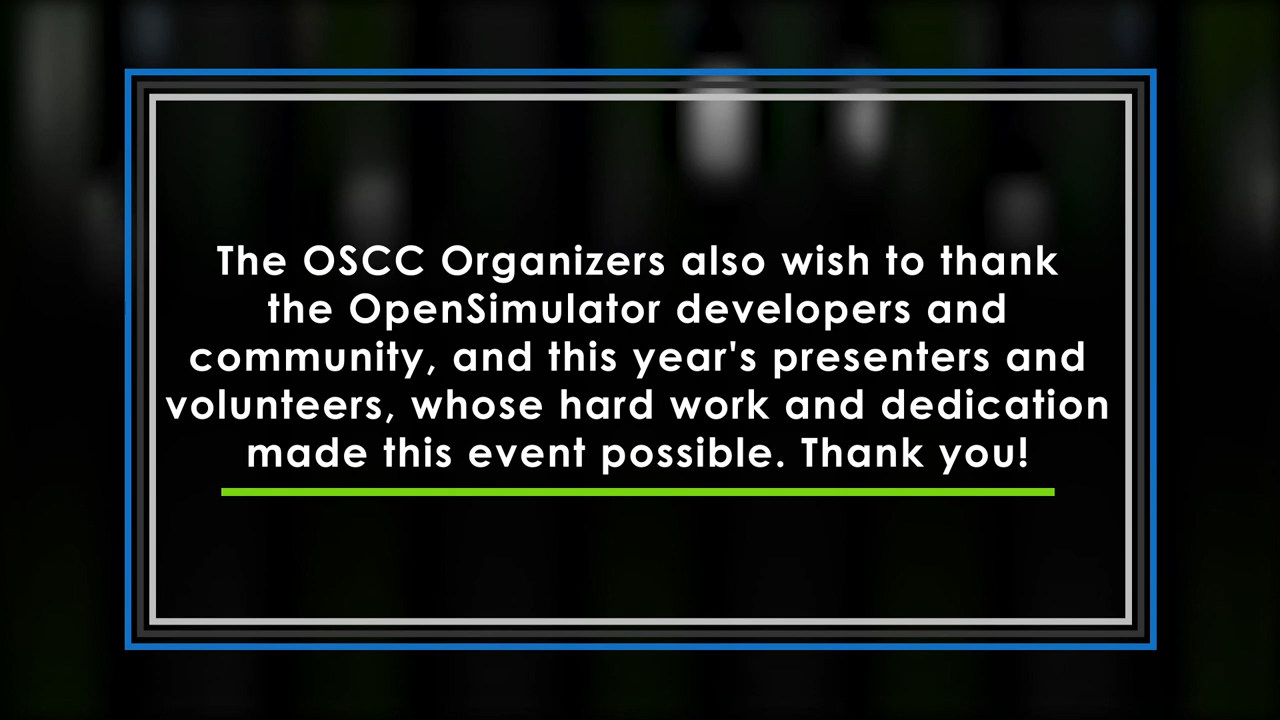 The OSCC Organizers also wish to thank
the OpenSimulator developers and
community, and this year's presenters and
volunteers, whose hard work and dedication
made this event possible. Thank you!